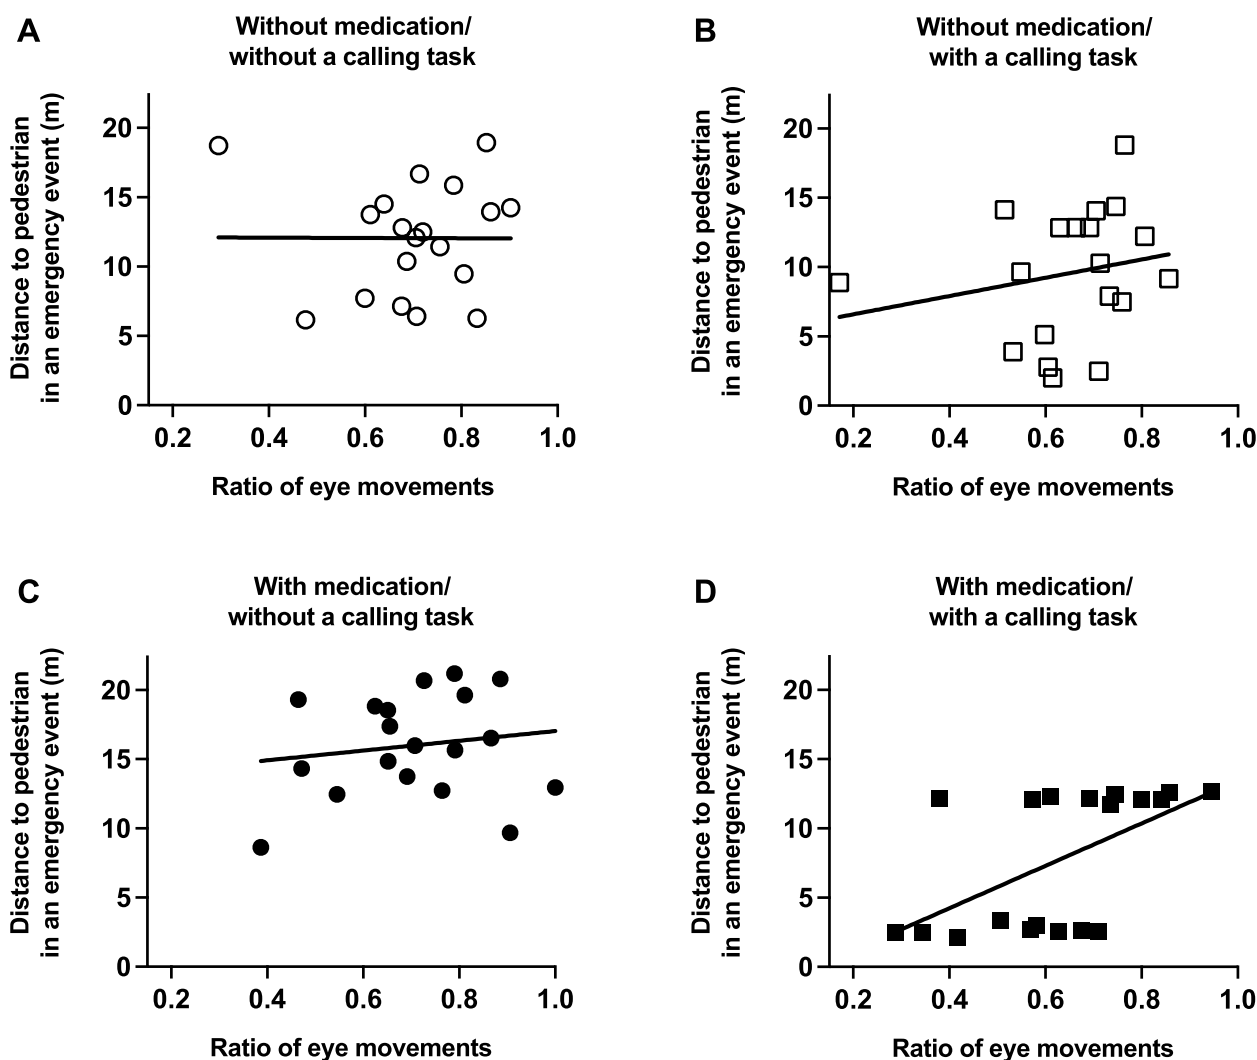 A
Without medication/
without a calling task
Distance to pedestrian
in an emergency event (m)
20
15
10
5
0
0.2 0.4 0.6 0.8 1.0
Ratio of eye movements
B
Without medication/
with a calling task
Distance to pedestrian
in an emergency event (m)
20
15
10
5
0
0.2 0.4 0.6 0.8 1.0
Ratio of eye movements
C
With medication/
without a calling task
Distance to pedestrian
in an emergency event (m)
20
15
10
5
0
0.2 0.4 0.6 0.8 1.0
Ratio of eye movements
D
With medication/
with a calling task
Distance to pedestrian
in an emergency event (m)
20
15
10
5
0
0.2 0.4 0.6 0.8 1.0
Ratio of eye movements